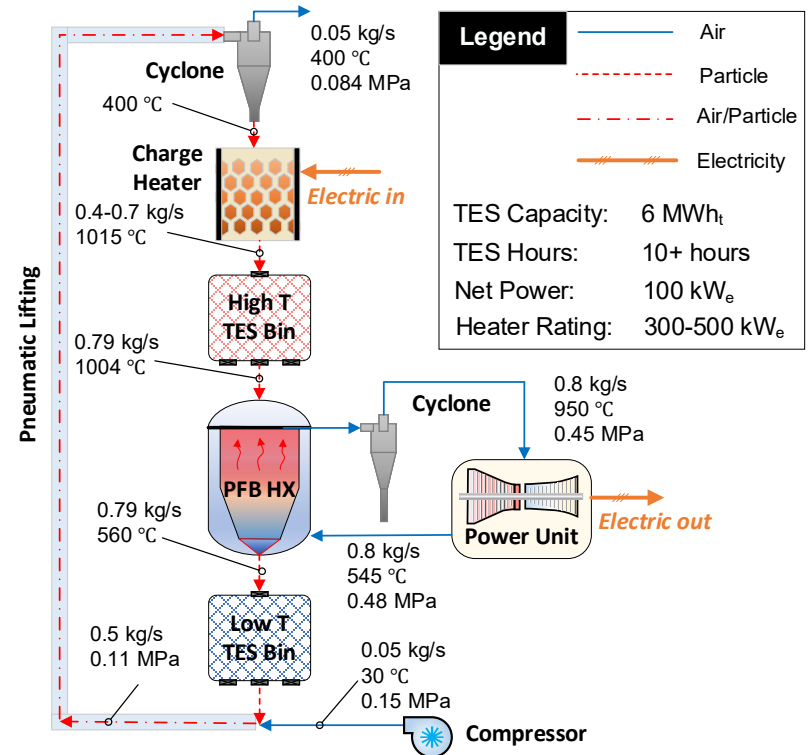 0.05 kg/s
400 ℃
0.084 MPa
Cyclone
400 ℃
Charge
Heater
Electric in
0.4-0.7 kg/s
1015 ℃
High T
TES Bin
0.79 kg/s
1004 ℃
Pneumatic Lifting
Cyclone
0.8 kg/s
950 ℃
0.45 MPa
PFB HX
Power Unit
Electric out
0.79 kg/s
560 ℃
0.8 kg/s
545 ℃
0.48 MPa
Low T
TES Bin
0.5 kg/s
0.11 MPa
0.05 kg/s
30 ℃
0.15 MPa
Compressor
Legend
Air
Particle
Air/Particle
Electricity
TES Capacity: 6 MWhₜ
TES Hours: 10+ hours
Net Power: 100 kWₑ
Heater Rating: 300-500 kWₑ